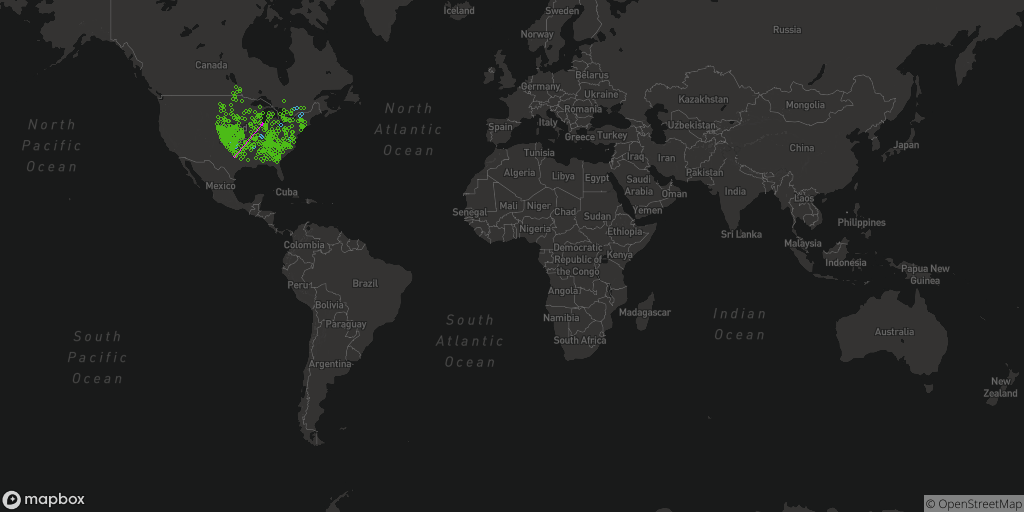 Iceland
Sweden
Norway
Russia
Canada
Belarus
Germany
Ukraine
Kazakhstan
Mongolia
North
Pacific
Ocean
North
Atlantic
Ocean
Romania
Italy
Spain
Greece
Turkey
Uzbekistan
China
Japan
Tunisia
Iraq
Iran
Pakistan
Algeria
Libya
Egypt
Saudi
Arabia
Oman
India
Laos
Mexico
Cuba
Senegal
Mali
Niger
Chad
Sudan
Yemen
Philippines
Nigeria
Ethiopia
Sri Lanka
Malaysia
Colombia
Democratic
Republic of
the Congo
Kenya
Indonesia
Papua New
Guinea
Peru
Brazil
Angola
Bolivia
Paraguay
Namibia
Madagascar
South Africa
Argentina
Australia
South
Pacific
Ocean
South
Atlantic
Ocean
Indian
Ocean
New
Zealand
mapbox
© OpenStreetMap